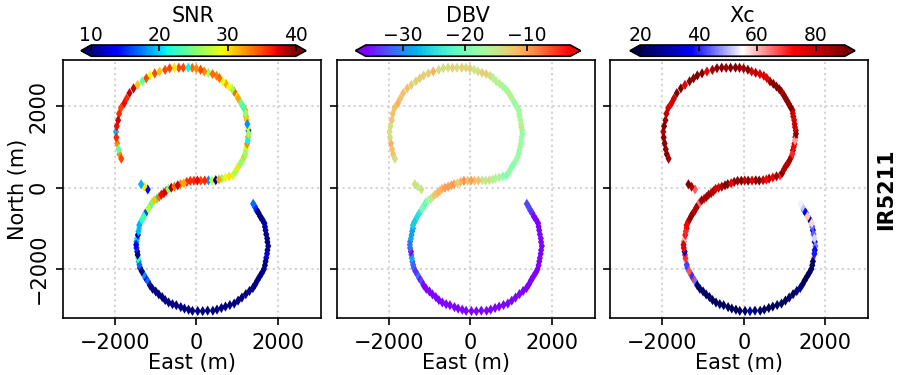 SNR DBV Xc
10 20 30 40 −30 −20 −10 20 40 60 80
2000
0
−2000
North (m)
−2000 0 2000 −2000 0 2000 −2000 0 2000
East (m) East (m) East (m)
IR5211